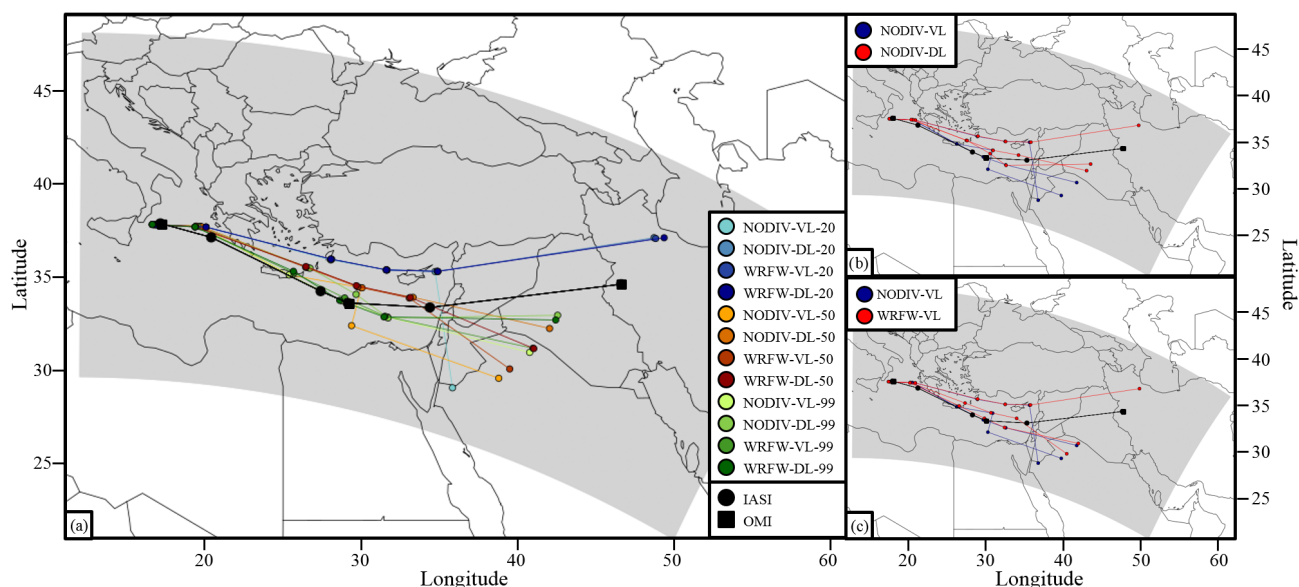 45
40
35
30
25
Latitude
20
30
40
50
60
Longitude
(a)
NODIV-VL-20
NODIV-DL-20
WRFW-VL-20
WRFW-DL-20
NODIV-VL-50
NODIV-DL-50
WRFW-VL-50
WRFW-DL-50
NODIV-VL-99
NODIV-DL-99
WRFW-VL-99
WRFW-DL-99
IASI
OMI
NODIV-VL
NODIV-DL
(b)
45
40
35
30
25
Latitude
NODIV-VL
WRFW-VL
(c)
45
40
35
30
25
20
30
40
50
60
Longitude